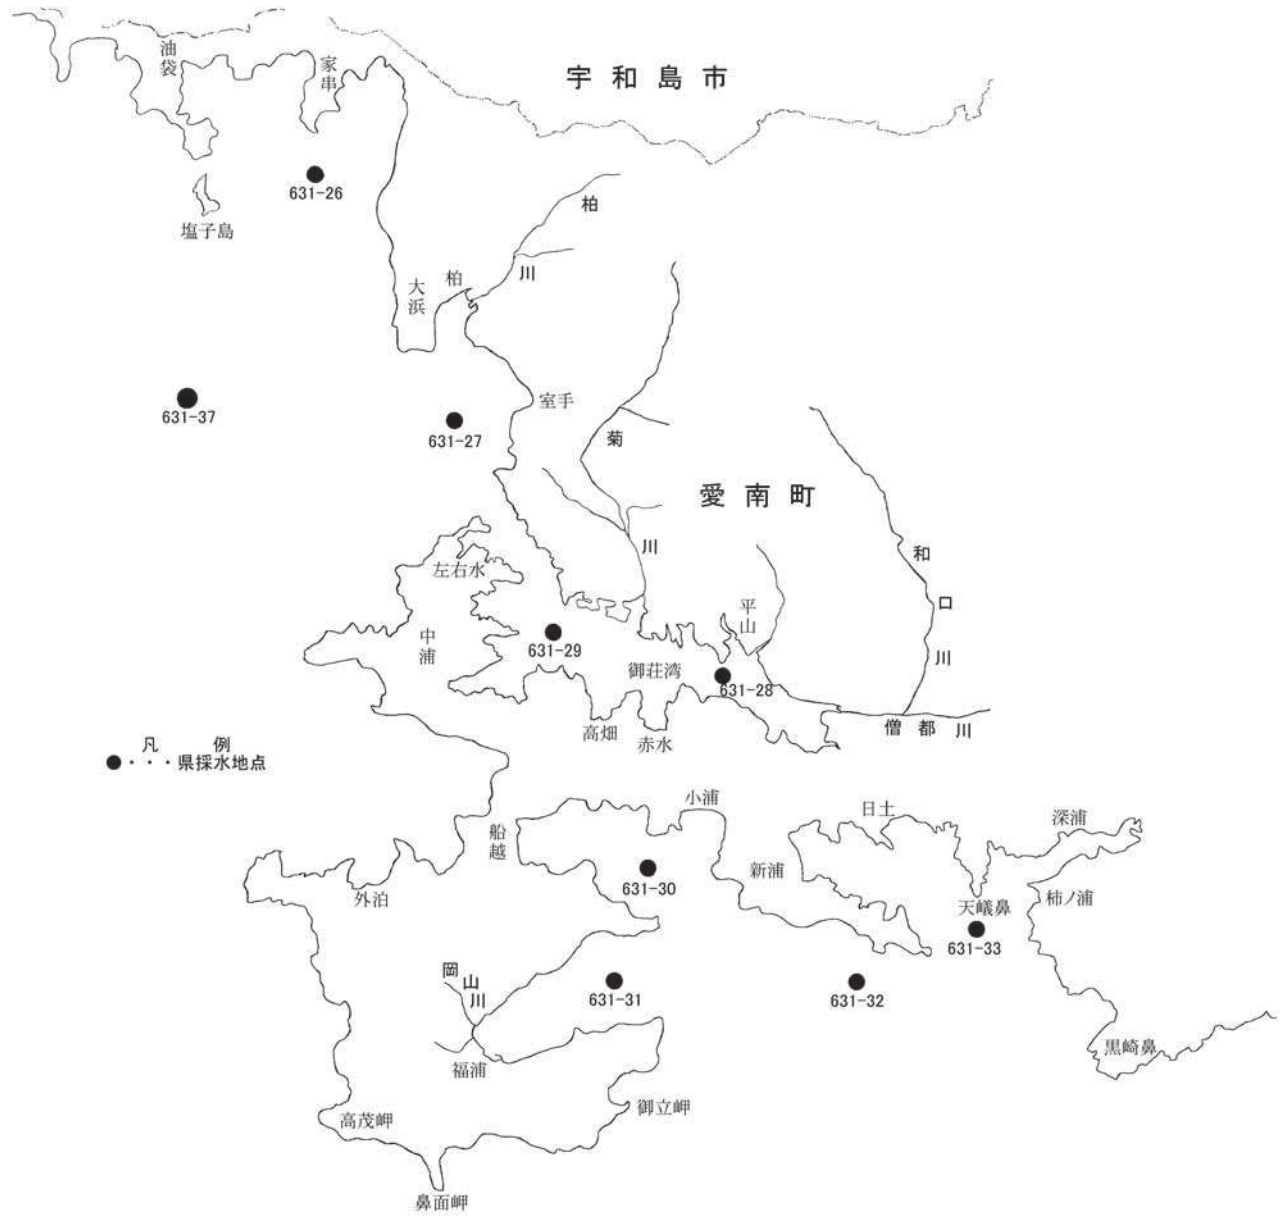 油袋
家串
宇和島市
631-26
塩子島
柏
川
柏
大浜
631-37
631-27
室手
菊
川
愛南町
和
口
川
左右水
中浦
平山
631-29
御荘湾
631-28
高畑
赤水
僧都川
凡例
●・・・県採水地点
小浦
日土
深浦
船越
631-30
新浦
外泊
天嶬鼻
柿ノ浦
631-33
岡
山
川
631-31
631-32
福浦
黒崎鼻
高茂岬
御立岬
鼻面岬